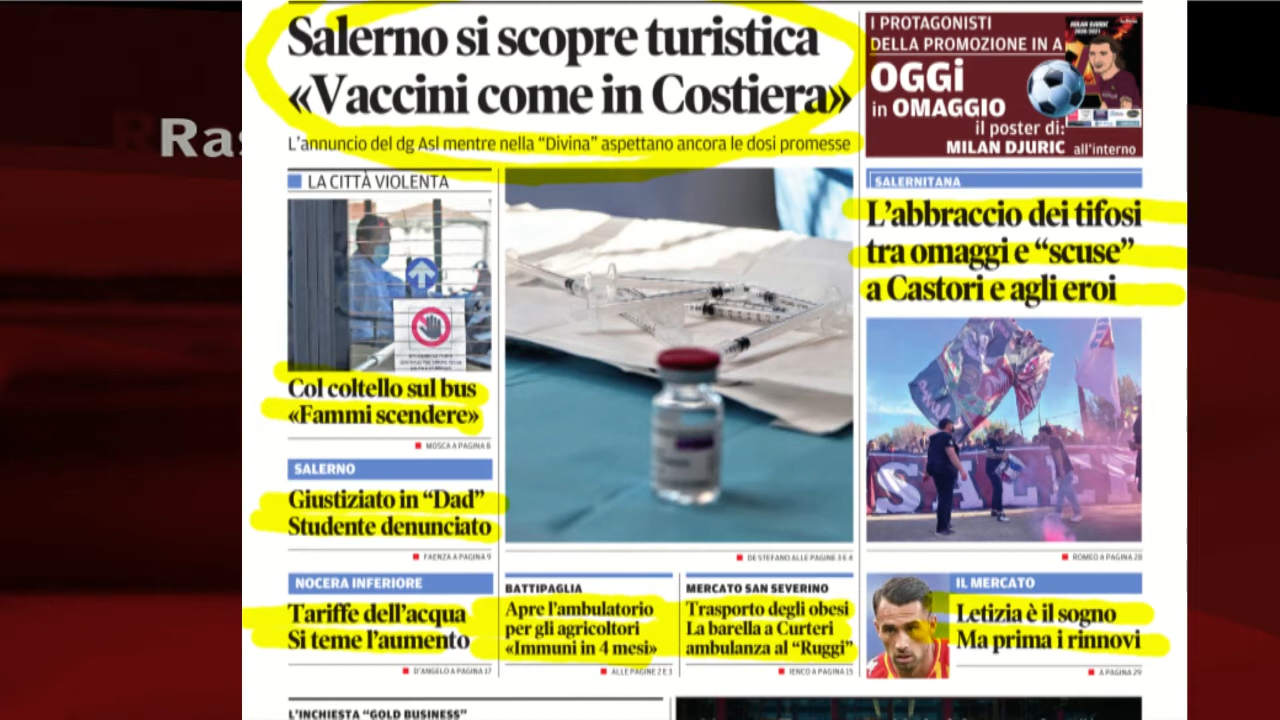 Ras
Salerno si scopre turistica
«Vaccini come in Costiera»
L'annuncio del dg Asl mentre nella “Divina” aspettano ancora le dosi promesse
I PROTAGONISTI
DELLA PROMOZIONE IN A
OGGi
in OMAGGIO
il poster di:
MILAN DJURIC all'interno
LA CITTÀ VIOLENTA
Col coltello sul bus
«Fammi scendere»
MOSCA A PAGINA 8
SALERNO
Giustiziato in “Dad”
Studente denunciato
FAENZA A PAGINA 9
NOCERA INFERIORE
Tariffe dell'acqua
Si teme l'aumento
D'ANGELO A PAGINA 17
DE STEFANO ALLE PAGINE 3 E 4
BATTIPAGLIA
Apre l'ambulatorio
per gli agricoltori
«Immuni in 4 mesi»
ALLE PAGINE 2 E 3
MERCATO SAN SEVERINO
Trasporto degli obesi
La barella a Curteri
ambulanza al “Ruggi”
IENCO A PAGINA 15
SALERNITANA
L'abbraccio dei tifosi
tra omaggi e “scuse”
a Castori e agli eroi
ROMEO A PAGINA 28
IL MERCATO
Letizia è il sogno
Ma prima i rinnovi
A PAGINA 29
L'INCHIESTA “GOLD BUSINESS”